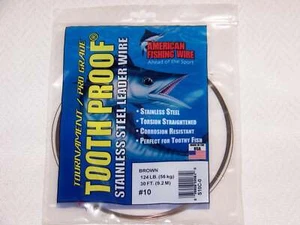 TOURNAMENT / PRO GRADE
TOOTH PROOF®
STAINLESS STEEL LEADER WIRE
AMERICAN
FISHING WIRE
Ahead of the Sport
• STAINLESS STEEL
• TORSION STRAIGHTENED
• CORROSION RESISTANT
• PERFECT FOR TOOTHY FISH
USA
BROWN
124 LB. (56 kg)
30 FT. (9.2 M)
#10